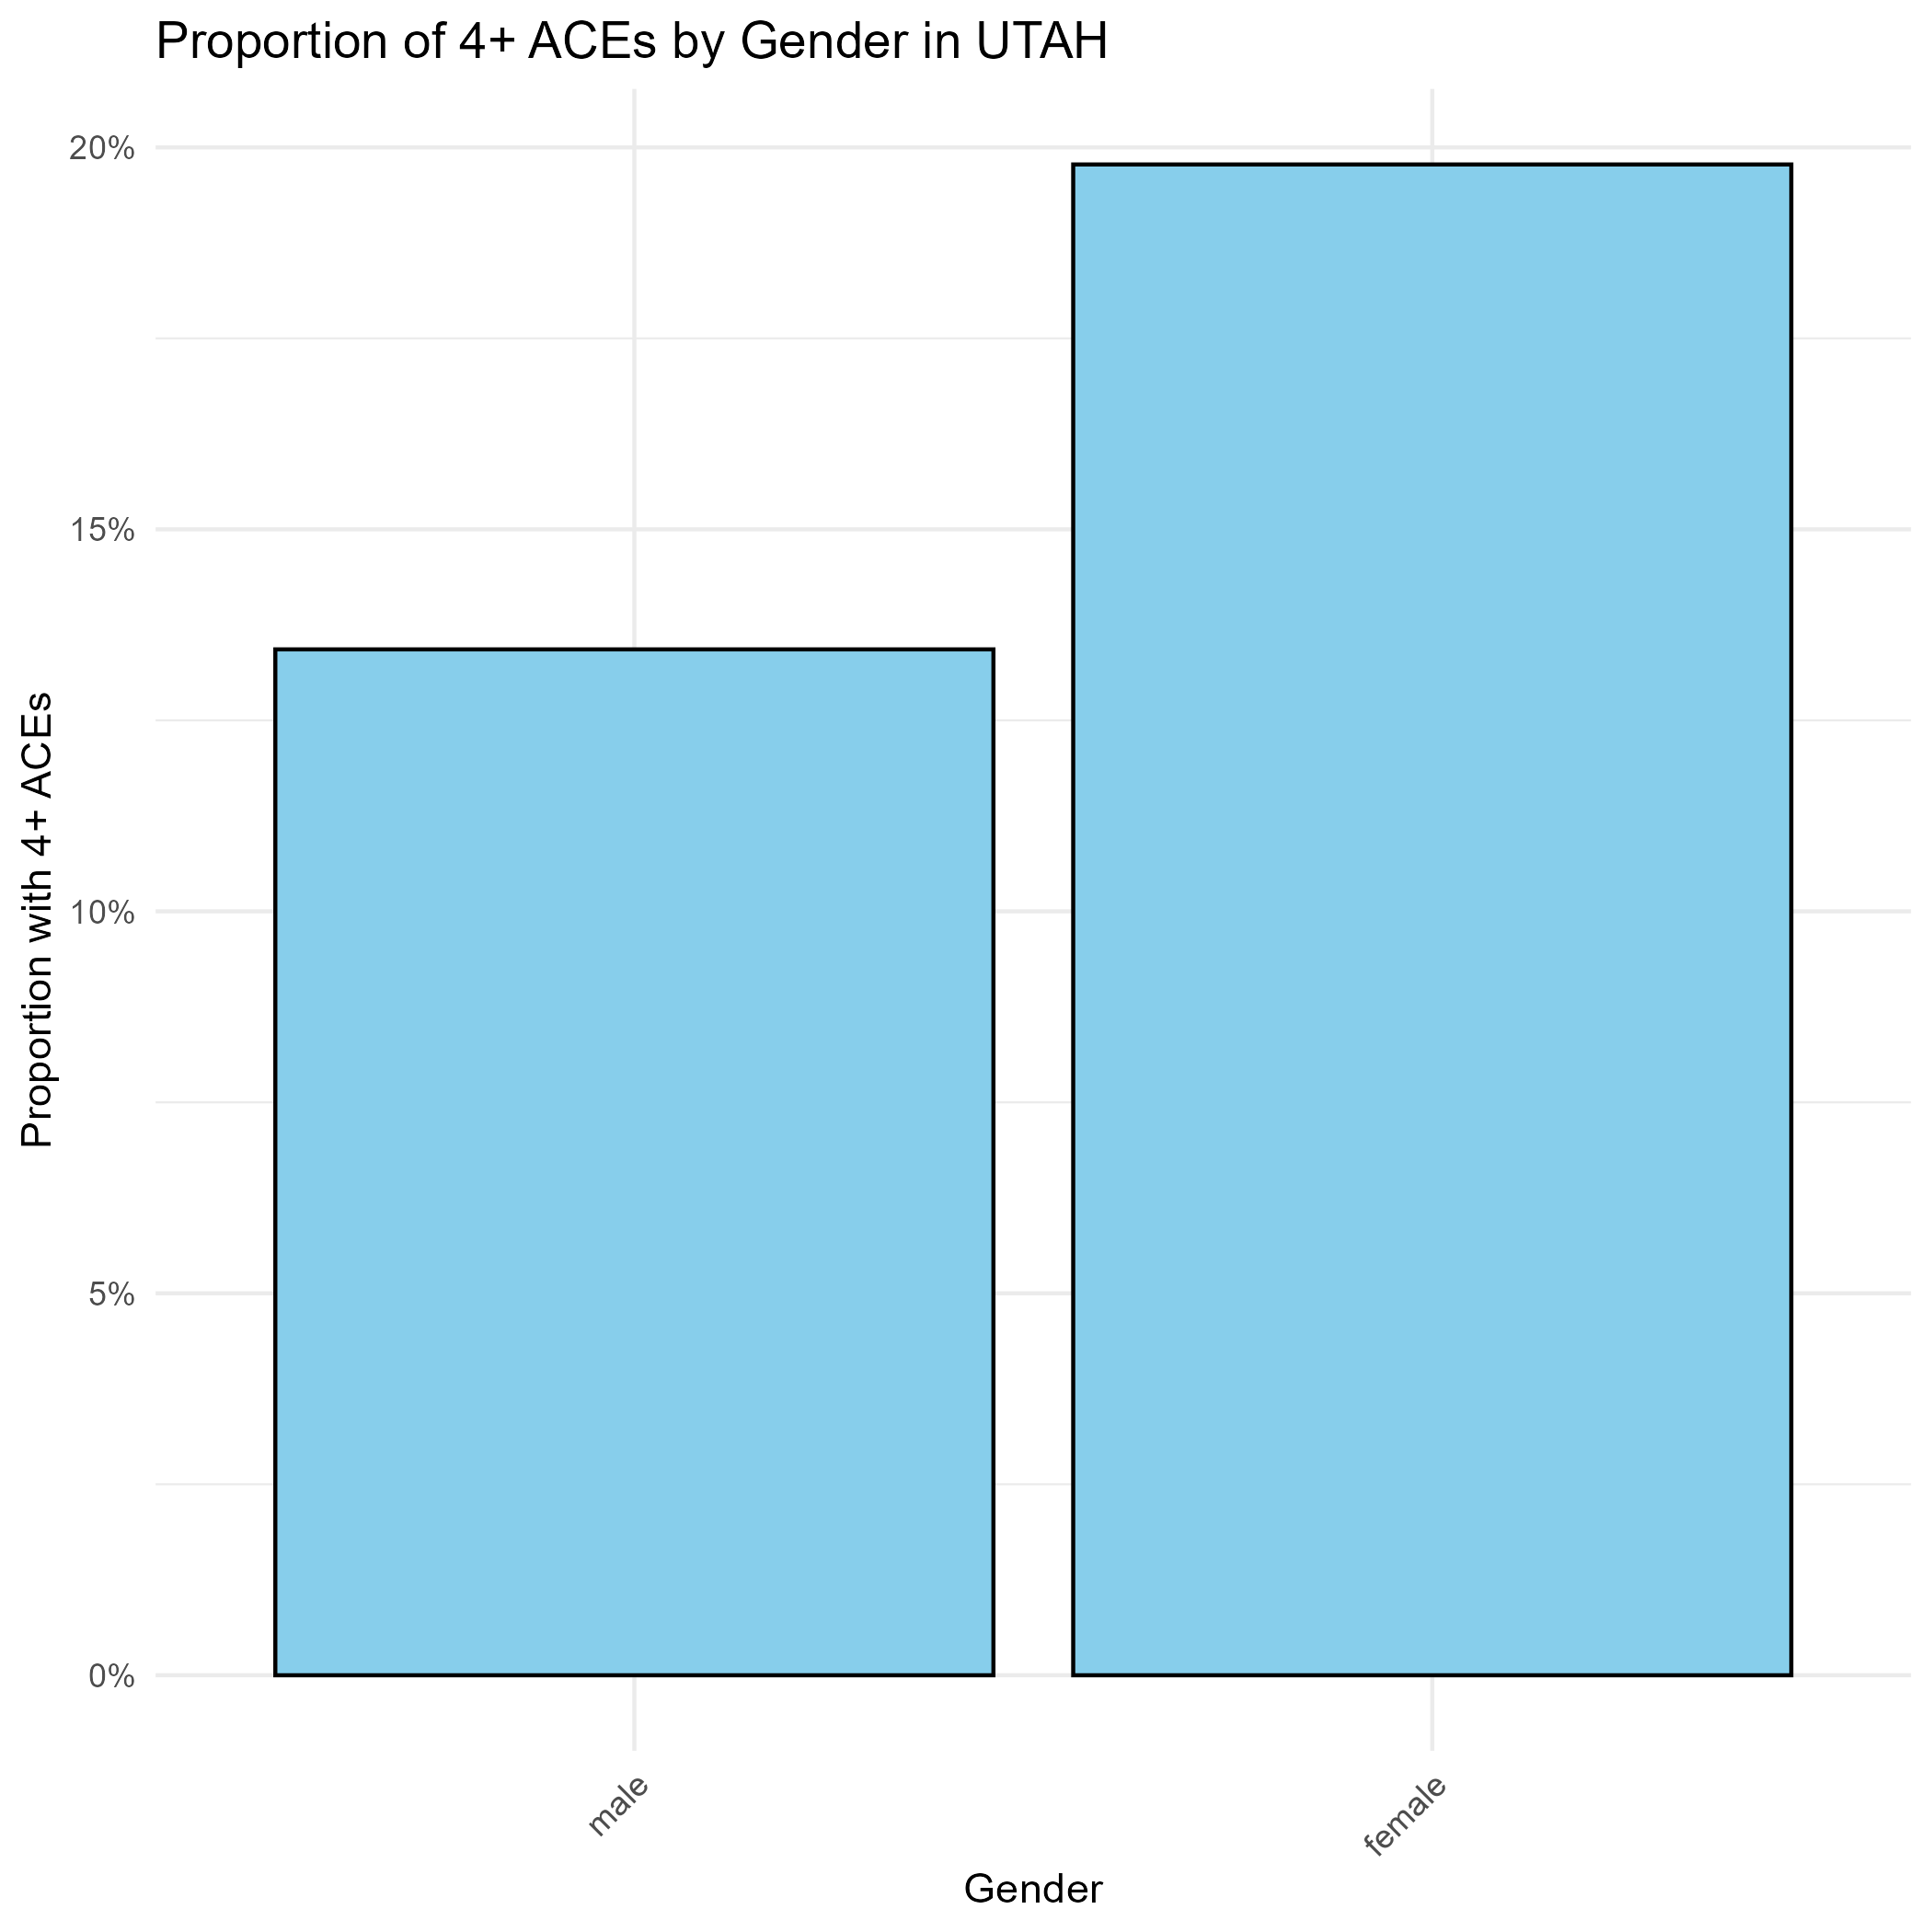 Proportion of 4+ ACEs by Gender in UTAH
Proportion with 4+ ACEs
20%
15%
10%
5%
0%
male
female
Gender